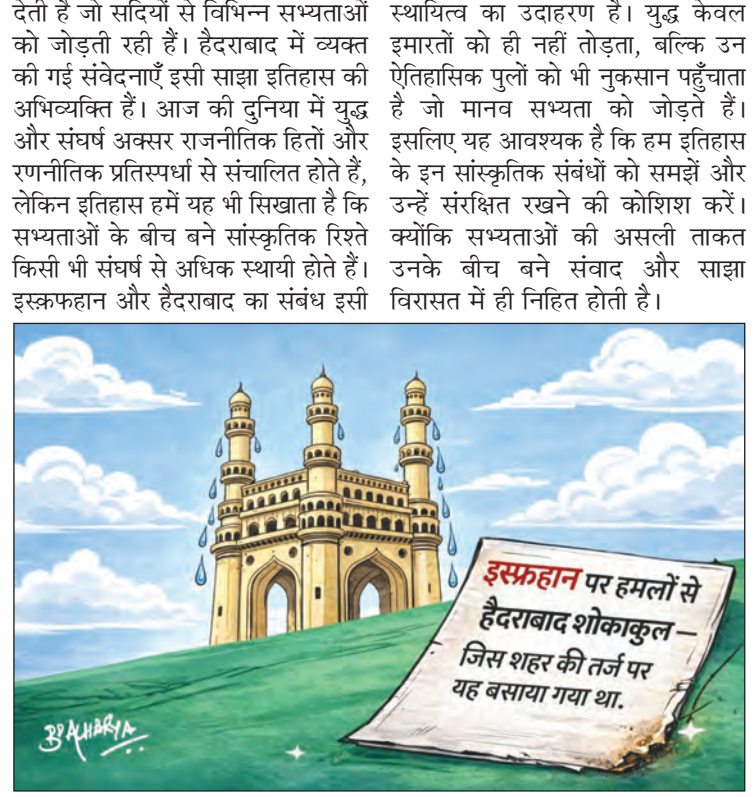 देती है जो सदियों से विभिन्न सभ्यताओं
को जोड़ती रही हैं। हैदराबाद में व्यक्त
की गई संवेदनाएँ इसी साझा इतिहास की
अभिव्यक्ति हैं। आज की दुनिया में युद्ध
और संघर्ष अक्सर राजनीतिक हितों और
रणनीतिक प्रतिस्पर्धा से संचालित होते हैं,
लेकिन इतिहास हमें यह भी सिखाता है कि
सभ्यताओं के बीच बने सांस्कृतिक रिश्ते
किसी भी संघर्ष से अधिक स्थायी होते हैं।
इस्क़फहान और हैदराबाद का संबंध इसी
स्थायित्व का उदाहरण है। युद्ध केवल
इमारतों को ही नहीं तोड़ता, बल्कि उन
ऐतिहासिक पुलों को भी नुकसान पहुँचाता
है जो मानव सभ्यता को जोड़ते हैं।
इसलिए यह आवश्यक है कि हम इतिहास
के इन सांस्कृतिक संबंधों को समझें और
उन्हें संरक्षित रखने की कोशिश करें।
क्योंकि सभ्यताओं की असली ताकत
उनके बीच बने संवाद और साझा
विरासत में ही निहित होती है।
इस्फ़हान पर हमलों से
हैदराबाद शोकाकुल –
जिस शहर की तर्ज पर
यह बसाया गया था.